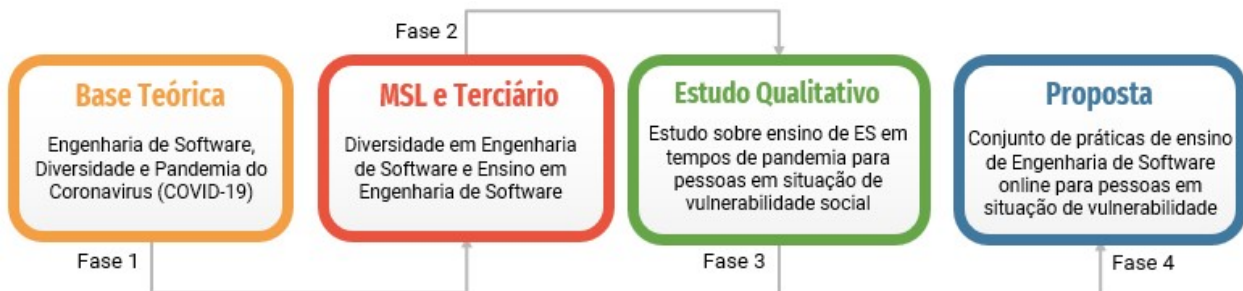 Fase 2
Base Teórica
Engenharia de Software,
Diversidade e Pandemia do
Coronavirus (COVID-19)
Fase 1
MSL e Terciário
Diversidade em Engenharia
de Software e Ensino em
Engenharia de Software
Estudo Qualitativo
Estudo sobre ensino de ES em
tempos de pandemia para
pessoas em situação de
vulnerabilidade social
Fase 3
Proposta
Conjunto de práticas de ensino
de Engenharia de Software
online para pessoas em
situação de vulnerabilidade
Fase 4